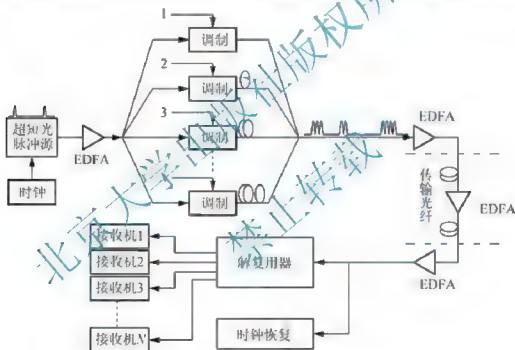 1
调制
2
调制
3
调制
调制
超短光
脉冲源
EDFA
时钟
EDFA
传输光纤
EDFA
EDFA
接收机1
接收机2
接收机3
接收机N
解复用器
时钟恢复
北京大学出版社版权所
禁止转载